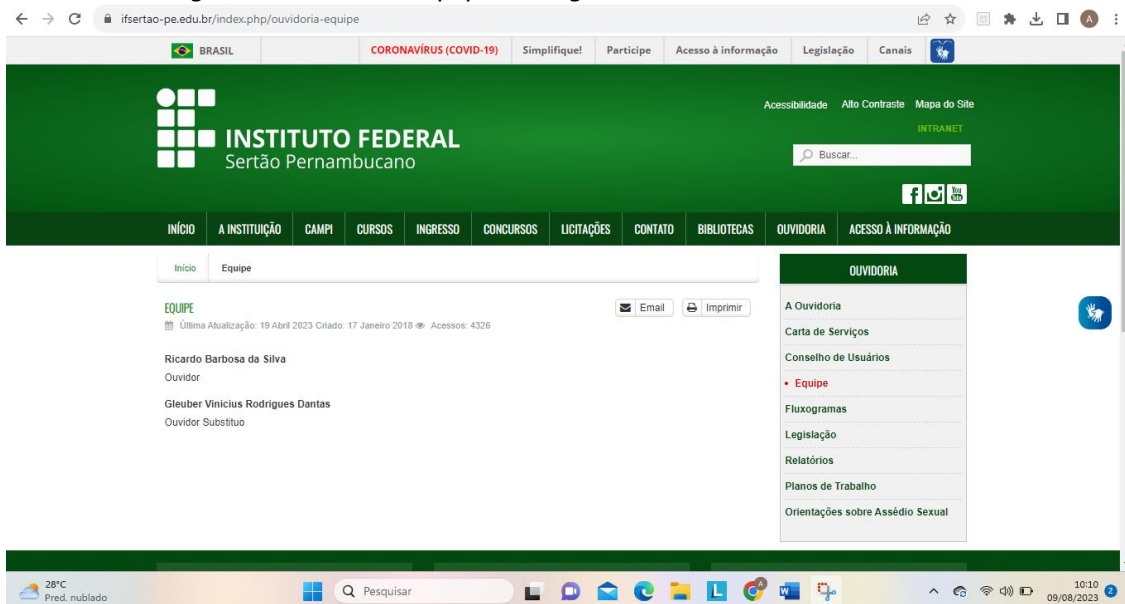 ifsertao-pe.edu.br/index.php/ouvidoria-equipe
A
BRASIL
CORONAVÍRUS (COVID-19)
Simplifique!
Participe
Acesso à informação
Legislação
Canais
Acessibilidade Alto Contraste Mapa do Site
INTRANET
INSTITUTO FEDERAL
Sertão Pernambucano
Buscar...
You Tube
INÍCIO A INSTITUIÇÃO CAMPI CURSOS INGRESSO CONCURSOS LICITAÇÕES CONTATO BIBLIOTECAS OUVIDORIA ACESSO À INFORMAÇÃO
Início Equipe
EQUIPE
Email Imprimir
Última Atualização: 19 Abril 2023 Criado: 17 Janeiro 2018 Acessos: 4326
Ricardo Barbosa da Silva
Ouvidor
Gleuber Vinicius Rodrigues Dantas
Ouvidor Substituo
OUVIDORIA
A Ouvidoria
Carta de Serviços
Conselho de Usuários
• Equipe
Fluxogramas
Legislação
Relatórios
Planos de Trabalho
Orientações sobre Assédio Sexual
28°C
Pred. nublado
Pesquisar
L
W
10:10
09/08/2023
2